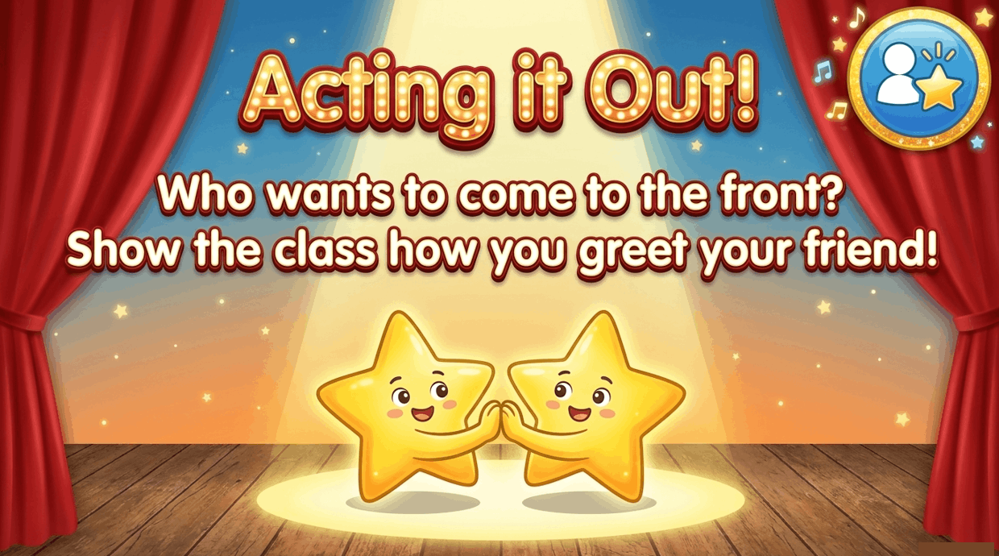 Acting it Out!
Who wants to come to the front?
Show the class how you greet your friend!